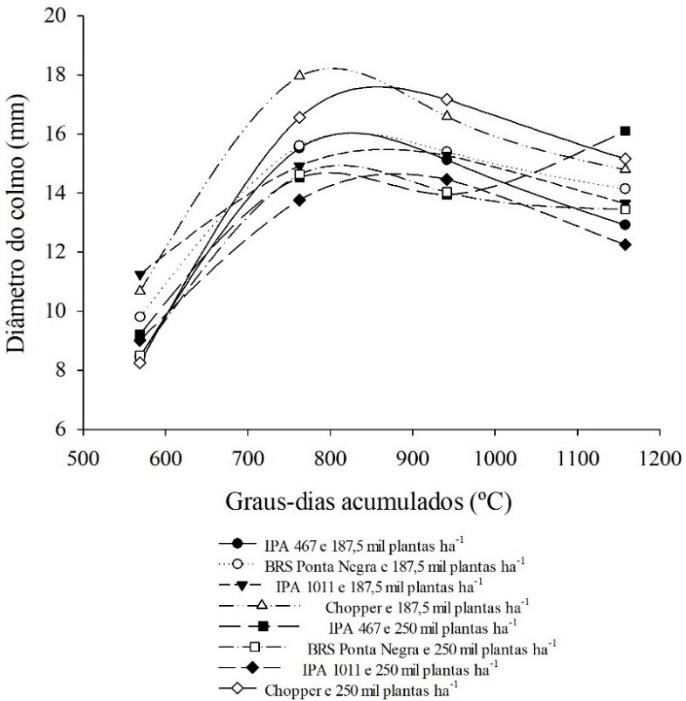 20
18
16
14
12
10
8
6
Diâmetro do colmo (mm)
500 600 700 800 900 1000 1100 1200
Graus-dias acumulados (ºC)
IPA 467 e 187,5 mil plantas ha⁻¹
BRS Ponta Negra e 187,5 mil plantas ha⁻¹
IPA 1011 e 187,5 mil plantas ha⁻¹
Chopper e 187,5 mil plantas ha⁻¹
IPA 467 e 250 mil plantas ha⁻¹
BRS Ponta Negra e 250 mil plantas ha⁻¹
IPA 1011 e 250 mil plantas ha⁻¹
Chopper e 250 mil plantas ha⁻¹